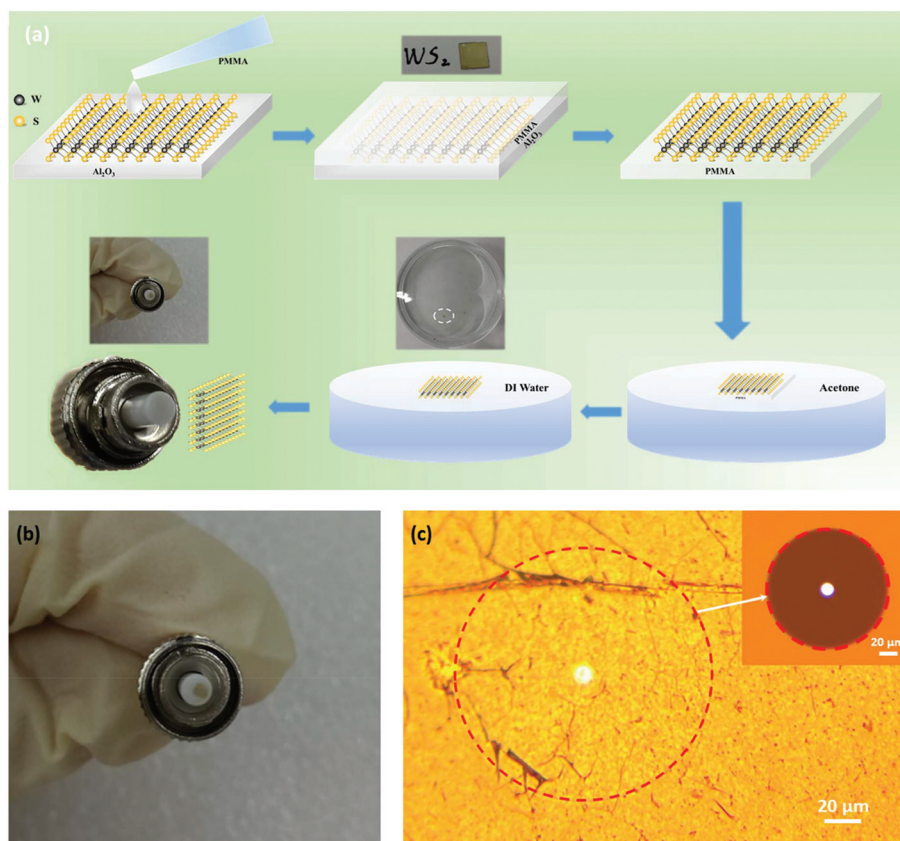 (a)
PMMA
WS₂
W
S
Al₂O₃
PMMA
Al₂O₃
PMMA
DI Water
Acetone
PMMA
(b)
(c)
20 μm
20 μm